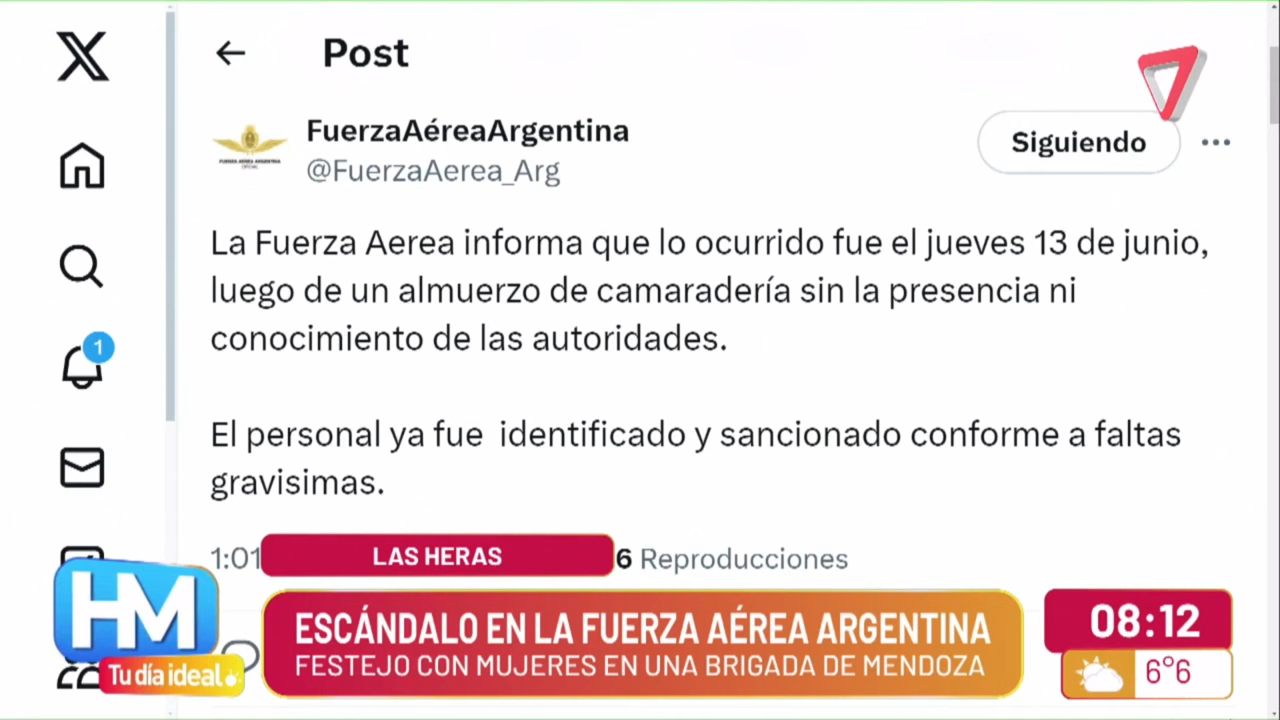 Post
FuerzaAéreaArgentina
@FuerzaAerea_Arg
Siguiendo
La Fuerza Aerea informa que lo ocurrido fue el jueves 13 de junio,
luego de un almuerzo de camaradería sin la presencia ni
conocimiento de las autoridades.
El personal ya fue identificado y sancionado conforme a faltas
gravisimas.
1
1:01
6 Reproducciones
LAS HERAS
HM
Tu día ideal
ESCÁNDALO EN LA FUERZA AÉREA ARGENTINA
FESTEJO CON MUJERES EN UNA BRIGADA DE MENDOZA
08:12
6°6